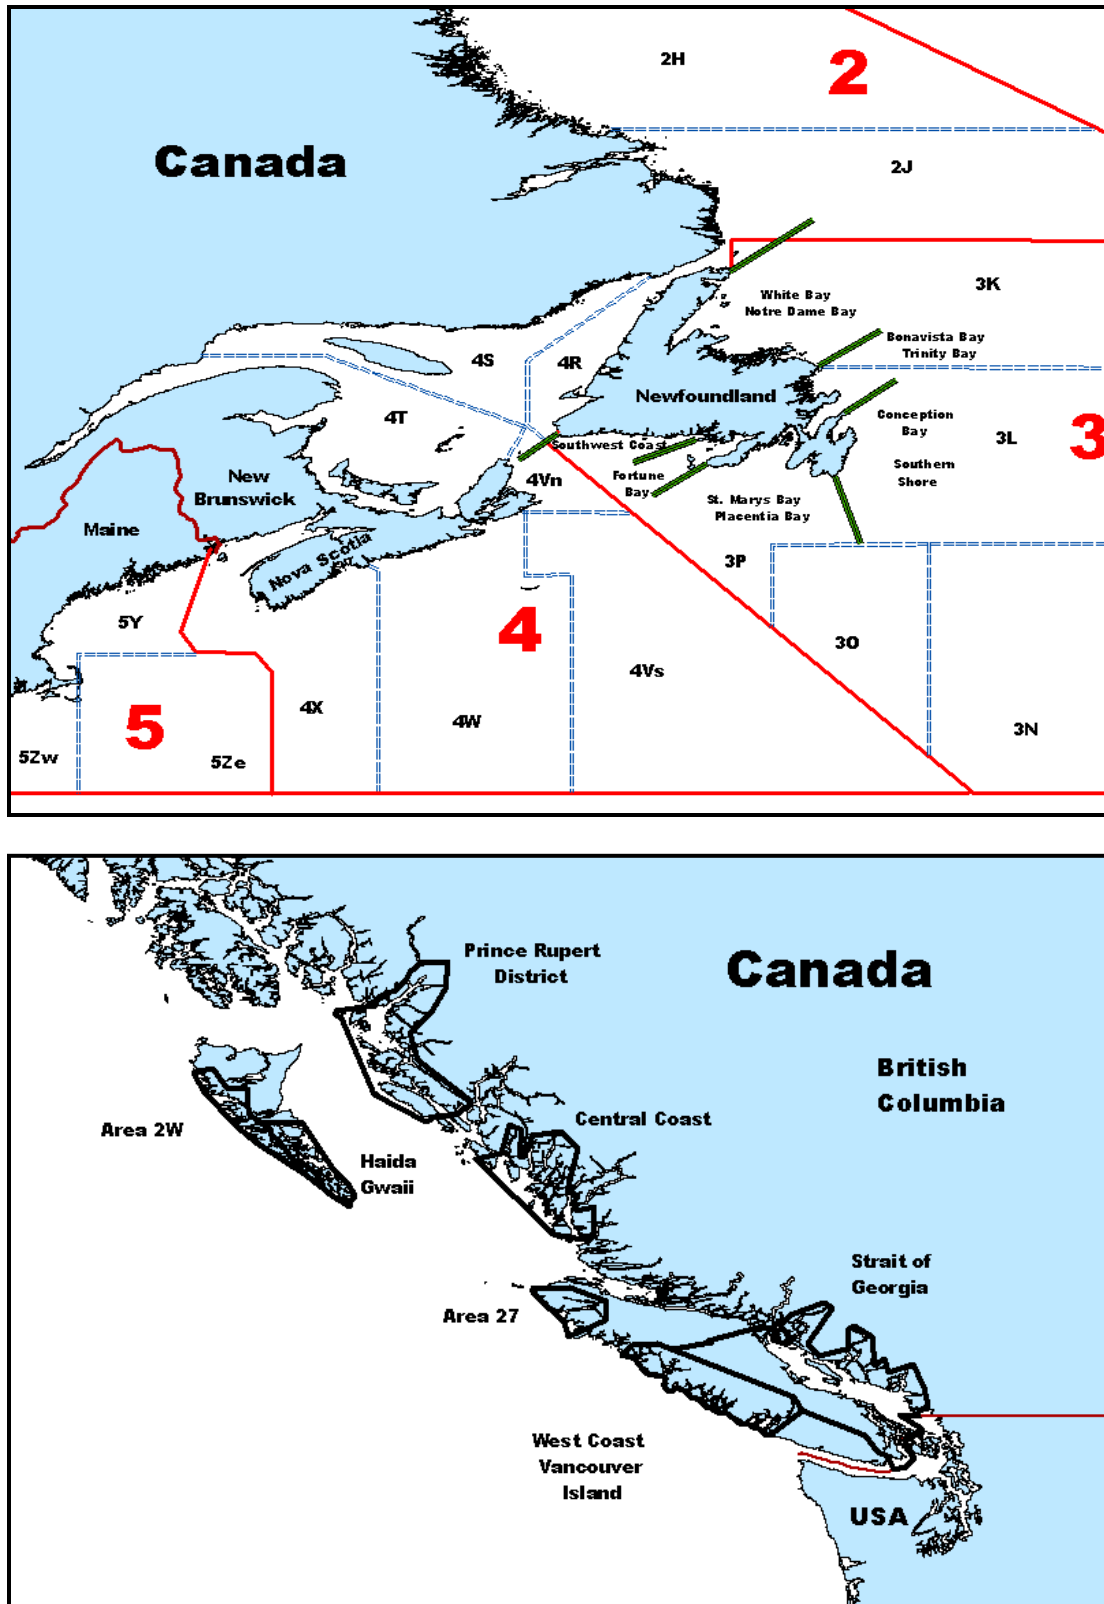 2H
2
Canada
2J
3K
White Bay
Notre Dame Bay
Bonavista Bay
Trinity Bay
4S
4R
Newfoundland
4T
Conception
Bay
3L
3
Southwest Coast
Southern
Shore
New
Brunswick
4Vn
Fortune
Bay
St. Marys Bay
Placentia Bay
Maine
Nova Scotia
3P
5Y
4
3O
4Vs
5
4X
4W
3N
5Zw
5Ze
Prince Rupert
District
Canada
British
Columbia
Area 2W
Central Coast
Haida
Gwaii
Strait of
Georgia
Area 27
West Coast
Vancouver
Island
USA